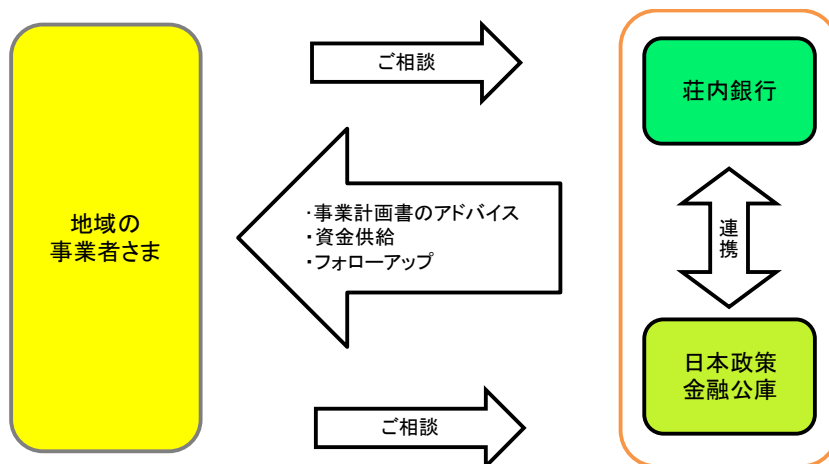 ご相談
荘内銀行
地域の
事業者さま
・事業計画書のアドバイス
・資金供給
・フォローアップ
連携
日本政策
金融公庫
ご相談